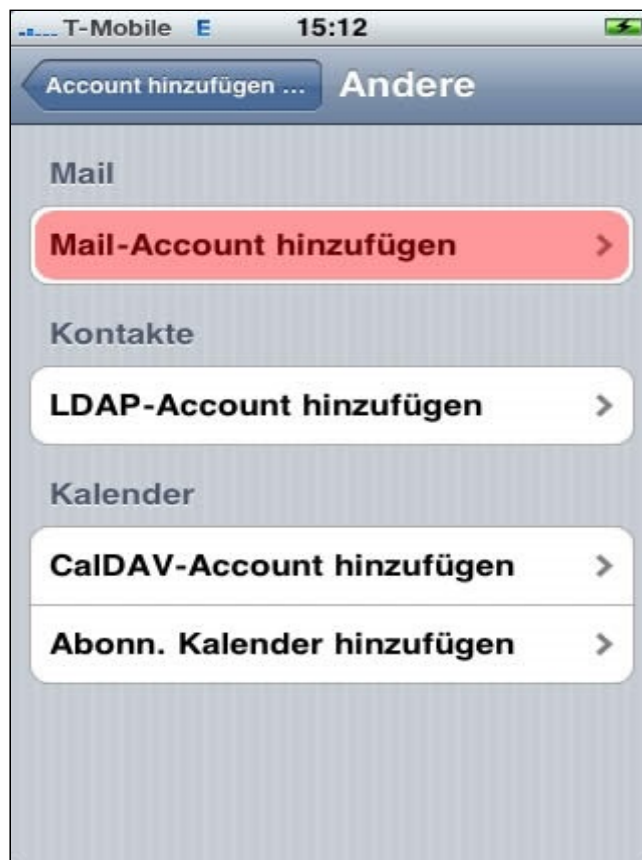 T-Mobile E 15:12
Account hinzufügen ... Andere
Mail
Mail-Account hinzufügen
Kontakte
LDAP-Account hinzufügen
Kalender
CalDAV-Account hinzufügen
Abonn. Kalender hinzufügen